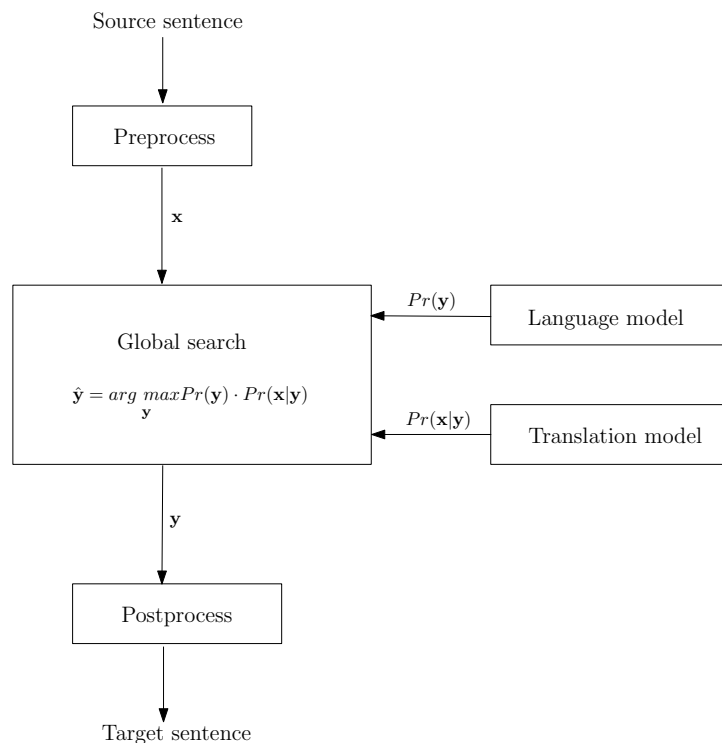 Source sentence
Preprocess
x
Global search
ŷ = arg max Pr(y) · Pr(x|y)
y
Pr(y)
Language model
Pr(x|y)
Translation model
y
Postprocess
Target sentence